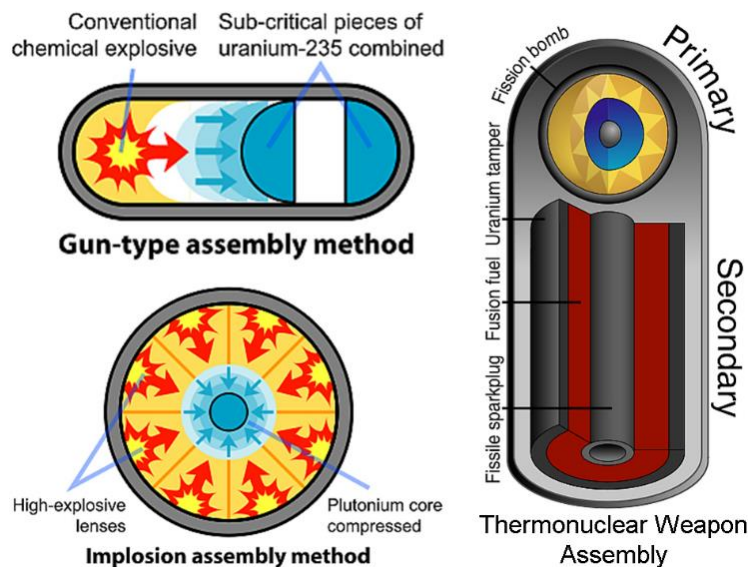 Conventional
chemical explosive
Sub-critical pieces of
uranium-235 combined
Gun-type assembly method
High-explosive
lenses
Plutonium core
compressed
Implosion assembly method
Primary
Fission bomb
Uranium tamper
Fusion fuel
Fissile sparkplug
Secondary
Thermonuclear Weapon
Assembly